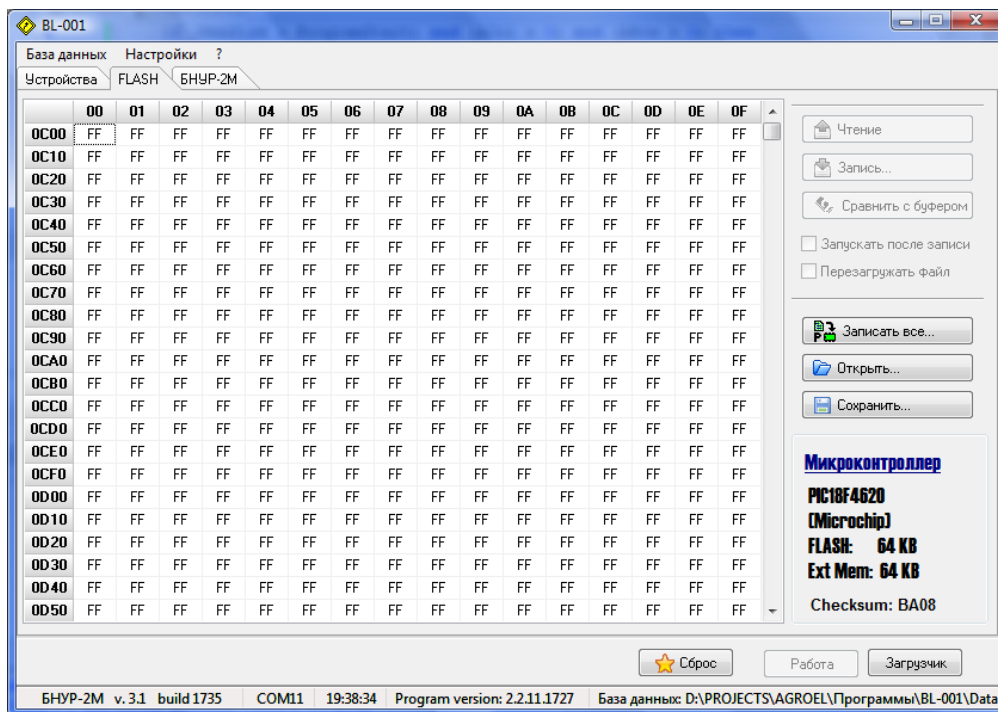 BL-001
База данных Настройки ?
Устройства FLASH БНУР-2М
00 01 02 03 04 05 06 07 08 09 0A 0B 0C 0D 0E 0F
0C00 FF FF FF FF FF FF FF FF FF FF FF FF FF FF FF FF
0C10 FF FF FF FF FF FF FF FF FF FF FF FF FF FF FF FF
0C20 FF FF FF FF FF FF FF FF FF FF FF FF FF FF FF FF
0C30 FF FF FF FF FF FF FF FF FF FF FF FF FF FF FF FF
0C40 FF FF FF FF FF FF FF FF FF FF FF FF FF FF FF FF
0C50 FF FF FF FF FF FF FF FF FF FF FF FF FF FF FF FF
0C60 FF FF FF FF FF FF FF FF FF FF FF FF FF FF FF FF
0C70 FF FF FF FF FF FF FF FF FF FF FF FF FF FF FF FF
0C80 FF FF FF FF FF FF FF FF FF FF FF FF FF FF FF FF
0C90 FF FF FF FF FF FF FF FF FF FF FF FF FF FF FF FF
0CA0 FF FF FF FF FF FF FF FF FF FF FF FF FF FF FF FF
0CB0 FF FF FF FF FF FF FF FF FF FF FF FF FF FF FF FF
0CC0 FF FF FF FF FF FF FF FF FF FF FF FF FF FF FF FF
0CD0 FF FF FF FF FF FF FF FF FF FF FF FF FF FF FF FF
0CE0 FF FF FF FF FF FF FF FF FF FF FF FF FF FF FF FF
0CF0 FF FF FF FF FF FF FF FF FF FF FF FF FF FF FF FF
0D00 FF FF FF FF FF FF FF FF FF FF FF FF FF FF FF FF
0D10 FF FF FF FF FF FF FF FF FF FF FF FF FF FF FF FF
0D20 FF FF FF FF FF FF FF FF FF FF FF FF FF FF FF FF
0D30 FF FF FF FF FF FF FF FF FF FF FF FF FF FF FF FF
0D40 FF FF FF FF FF FF FF FF FF FF FF FF FF FF FF FF
0D50 FF FF FF FF FF FF FF FF FF FF FF FF FF FF FF FF
Чтение
Запись...
Сравнить с буфером
Запускать после записи
Перезагружать файл
Записать все...
Открыть...
Сохранить...
Микроконтроллер
PIC18F4620
(Microchip)
FLASH: 64 KB
Ext Mem: 64 KB
Checksum: BA08
Сброс Работа Загрузчик
БНУР-2М v. 3.1 build 1735 COM11 19:38:34 Program version: 2.2.11.1727 База данных: D:\PROJECTS\AGROEL\Программы\BL-001\Data